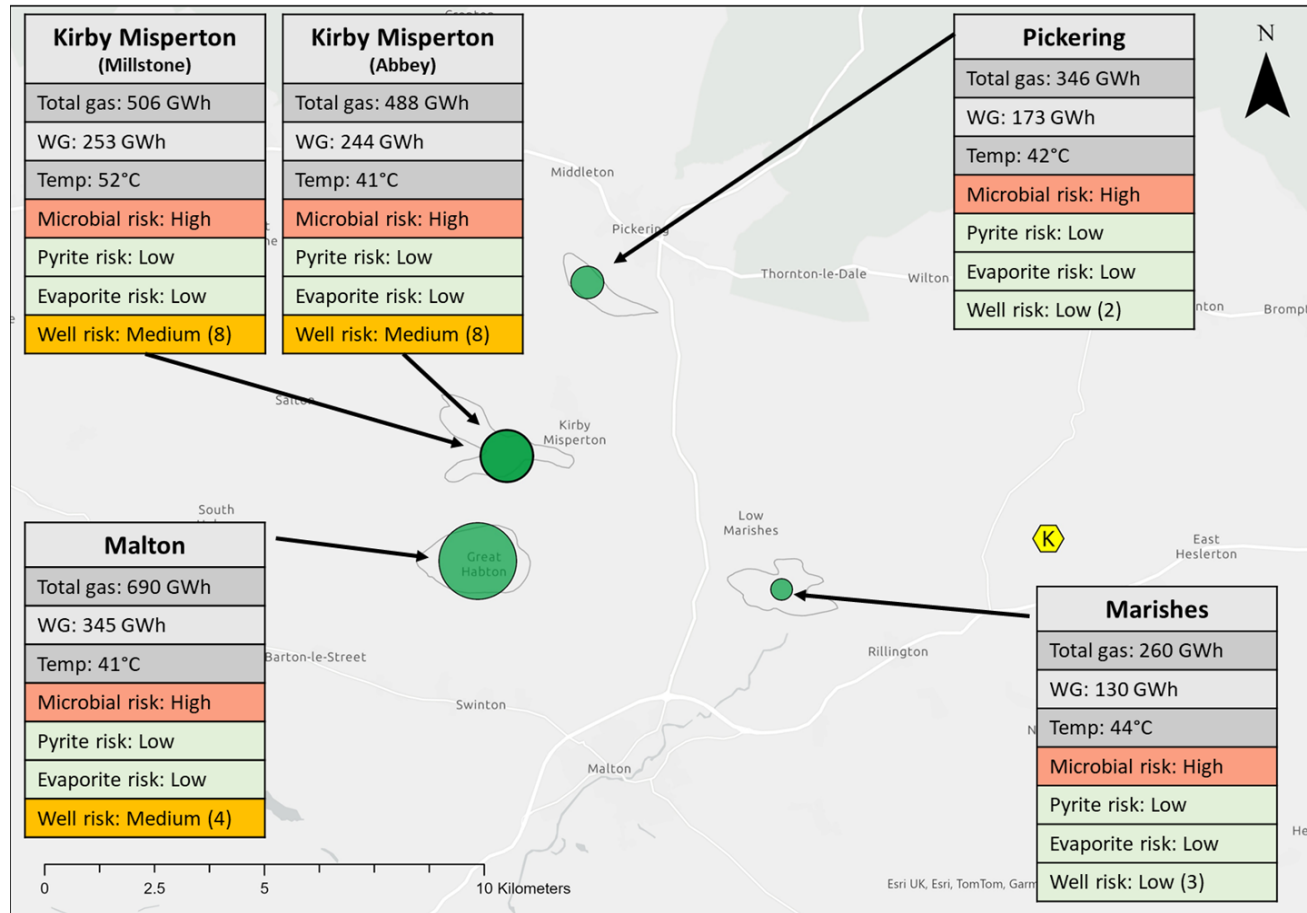 Kirby Misperton
(Millstone)
Total gas: 506 GWh
WG: 253 GWh
Temp: 52°C
Microbial risk: High
Pyrite risk: Low
Evaporite risk: Low
Well risk: Medium (8)
Kirby Misperton
(Abbey)
Total gas: 488 GWh
WG: 244 GWh
Temp: 41°C
Microbial risk: High
Pyrite risk: Low
Evaporite risk: Low
Well risk: Medium (8)
Pickering
Total gas: 346 GWh
WG: 173 GWh
Temp: 42°C
Microbial risk: High
Pyrite risk: Low
Evaporite risk: Low
Well risk: Low (2)
N
Middleton
Pickering
Thornton-le-Dale
Wilton
Salton
Kirby
Misperton
South
Low
Marishes
Great
Habton
K
East
Heslerton
Malton
Total gas: 690 GWh
WG: 345 GWh
Temp: 41°C
Microbial risk: High
Pyrite risk: Low
Evaporite risk: Low
Well risk: Medium (4)
Barton-le-Street
Swinton
Malton
Rillington
Marishes
Total gas: 260 GWh
WG: 130 GWh
Temp: 44°C
Microbial risk: High
Pyrite risk: Low
Evaporite risk: Low
Well risk: Low (3)
0 2.5 5 10 Kilometers
Esri UK, Esri, TomTom,